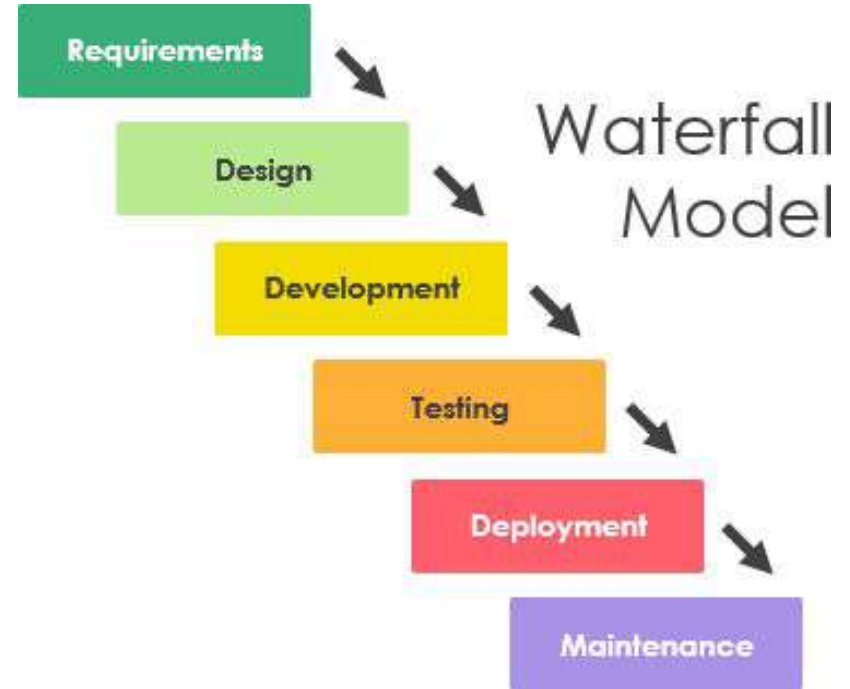 Requirements
Waterfall
Model
Design
Development
Testing
Deployment
Maintenance